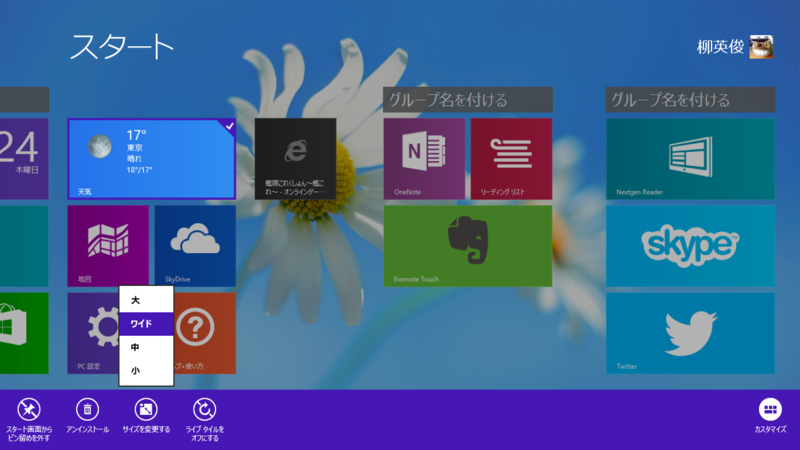 スタート
柳英俊
グループ名を付ける
グループ名を付ける
24
木曜日
17°
東京
晴れ
18°/17°
天気
艦隊これくしょん~艦こ
れ~ - オンラインゲー…
N
OneNote
リーディング リスト
Nextgen Reader
地図
SkyDrive
Evernote Touch
skype™
PC 設定
プ+使い方
Twitter
大
ワイド
中
小
スタート画面から
ピン留めを外す
アンインストール
サイズを変更する
ライブ タイルを
オフにする
カスタマイズ